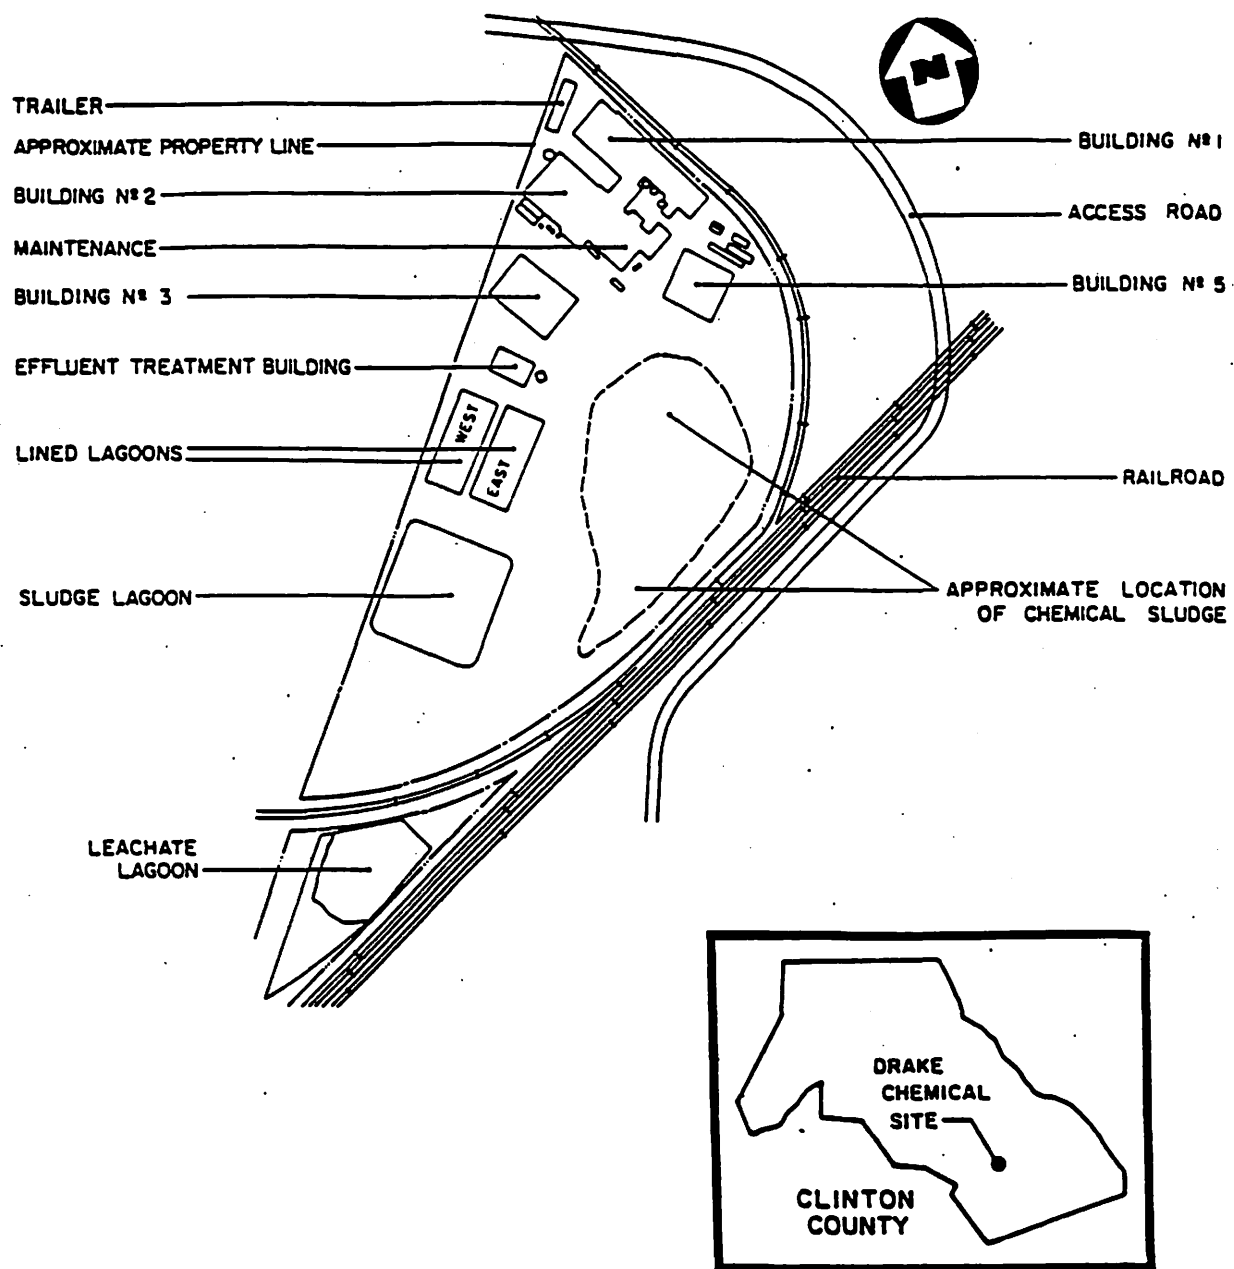 N
TRAILER
APPROXIMATE PROPERTY LINE
BUILDING Nº 2
MAINTENANCE
BUILDING Nº 3
EFFLUENT TREATMENT BUILDING
LINED LAGOONS
WEST
EAST
SLUDGE LAGOON
LEACHATE
LAGOON
BUILDING Nº 1
ACCESS ROAD
BUILDING Nº 5
RAILROAD
APPROXIMATE LOCATION
OF CHEMICAL SLUDGE
DRAKE
CHEMICAL
SITE
CLINTON
COUNTY